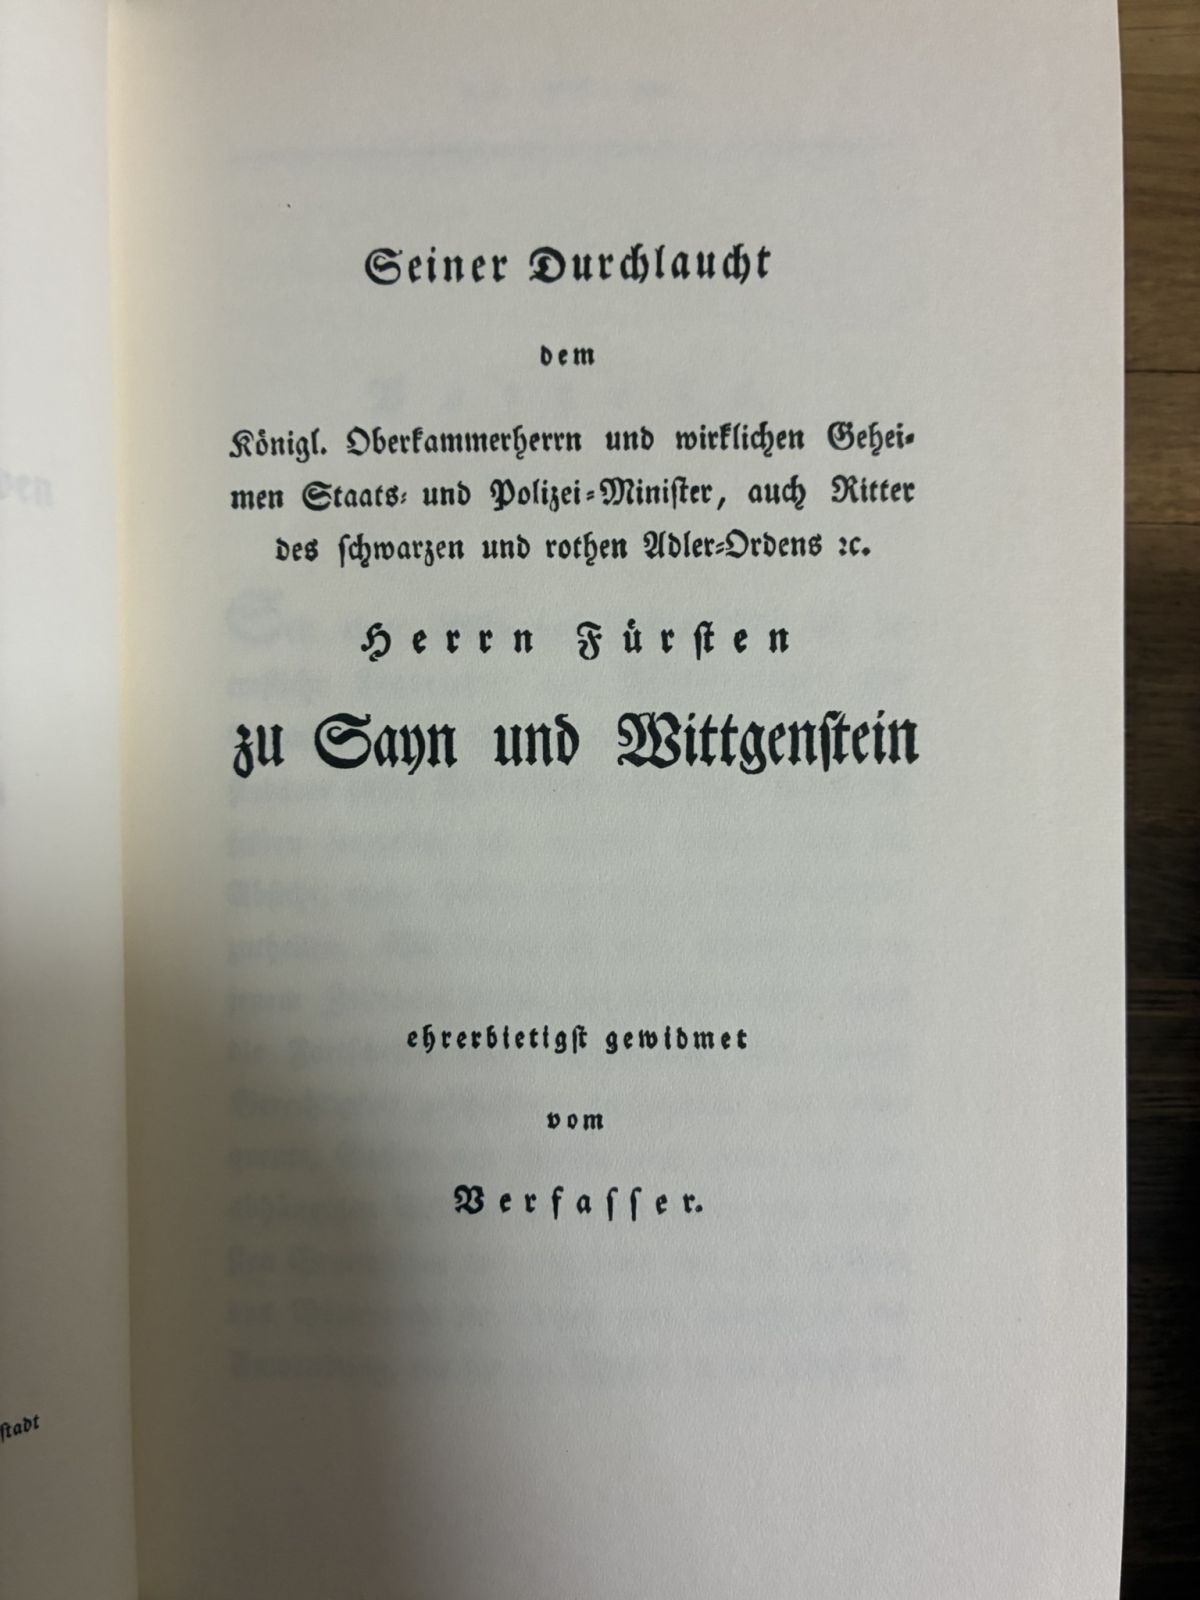 Seiner Durchlaucht
dem
Königl. Oberkammerherrn und wirklichen Gehei-
men Staats- und Polizei-Miniſter, auch Ritter
des ſchwarzen und rothen Adler-Ordens ꝛc.
Herrn Fürſten
zu Sayn und Wittgenſtein
ehrerbietigſt gewidmet
vom
Verfaſſer.
ſtadt